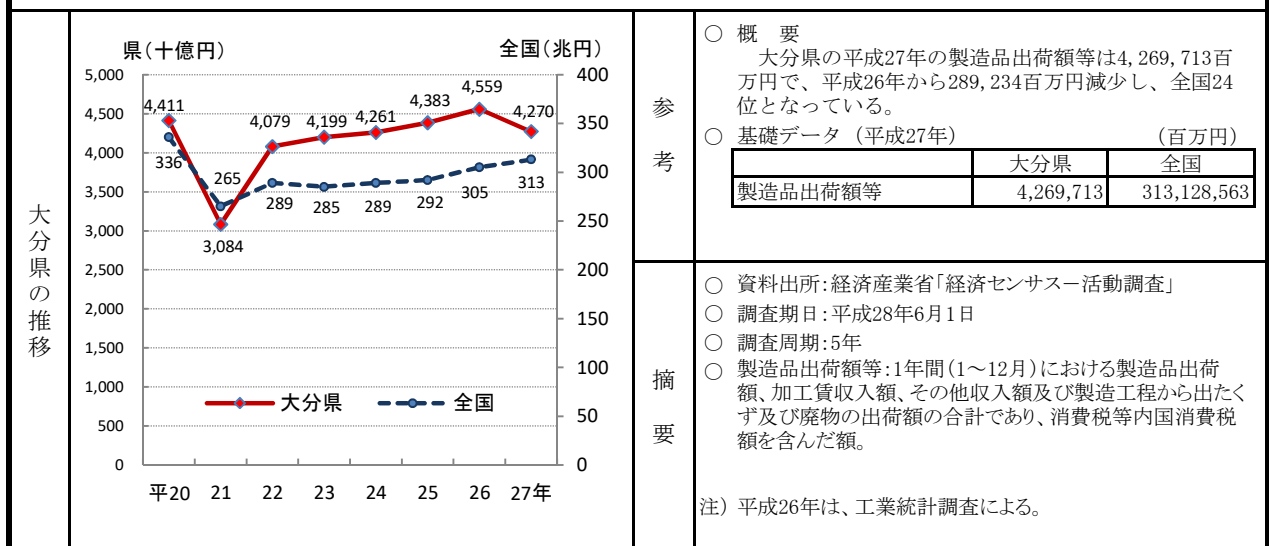 大分県の推移
県(十億円)
全国(兆円)
5,000
4,500
4,000
3,500
3,000
2,500
2,000
1,500
1,000
500
0
400
350
300
250
200
150
100
50
0
4,411
3,084
4,079
4,199
4,261
4,383
4,559
4,270
336
265
289
285
289
292
305
313
大分県
全国
平20 21 22 23 24 25 26 27年
参考
○ 概 要
大分県の平成27年の製造品出荷額等は4,269,713百
万円で、平成26年から289,234百万円減少し、全国24
位となっている。
○ 基礎データ (平成27年) (百万円)
大分県 全国
製造品出荷額等 4,269,713 313,128,563
摘要
○ 資料出所:経済産業省「経済センサス－活動調査」
○ 調査期日:平成28年6月1日
○ 調査周期:5年
○ 製造品出荷額等:1年間(1～12月)における製造品出荷
額、加工賃収入額、その他収入額及び製造工程から出たく
ず及び廃物の出荷額の合計であり、消費税等内国消費税
額を含んだ額。
注) 平成26年は、工業統計調査による。